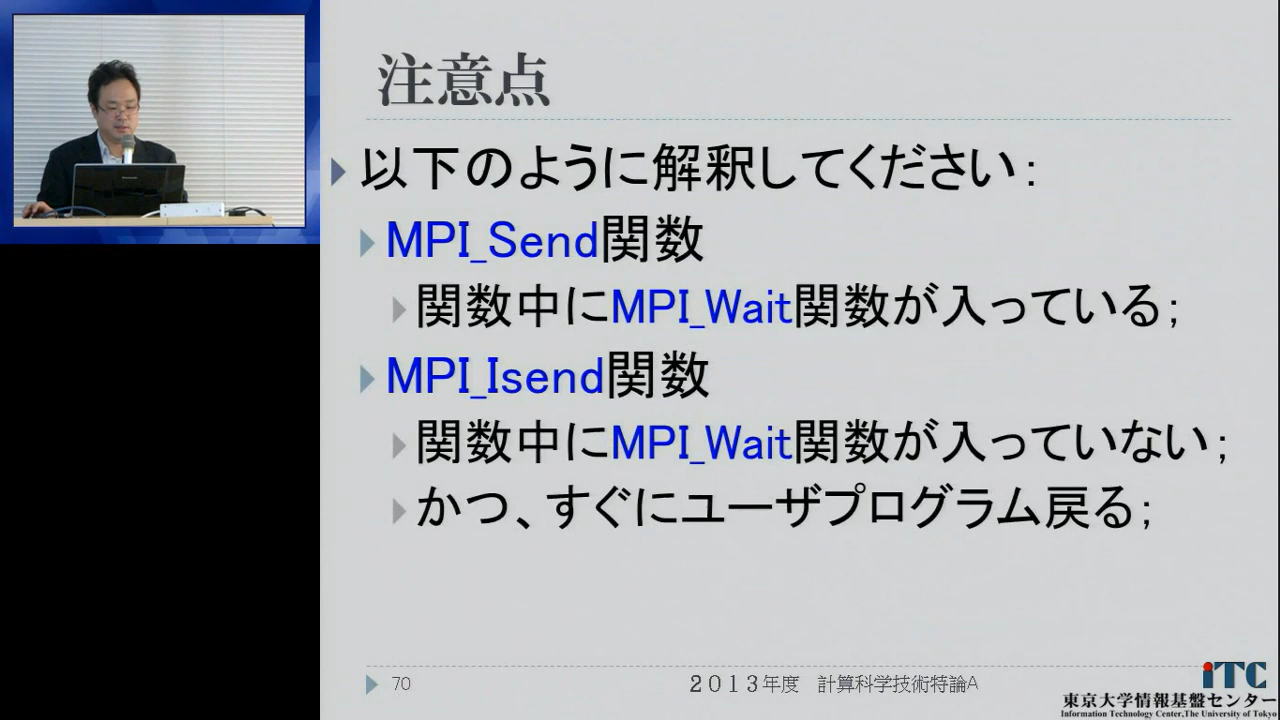 注意点
以下のように解釈してください：
MPI_Send関数
関数中にMPI_Wait関数が入っている；
MPI_Isend関数
関数中にMPI_Wait関数が入っていない；
かつ、すぐにユーザプログラム戻る；
70
２０１３年度　計算科学技術特論A
iTC
東京大学情報基盤センター
Information Technology Center,The University of Tokyo